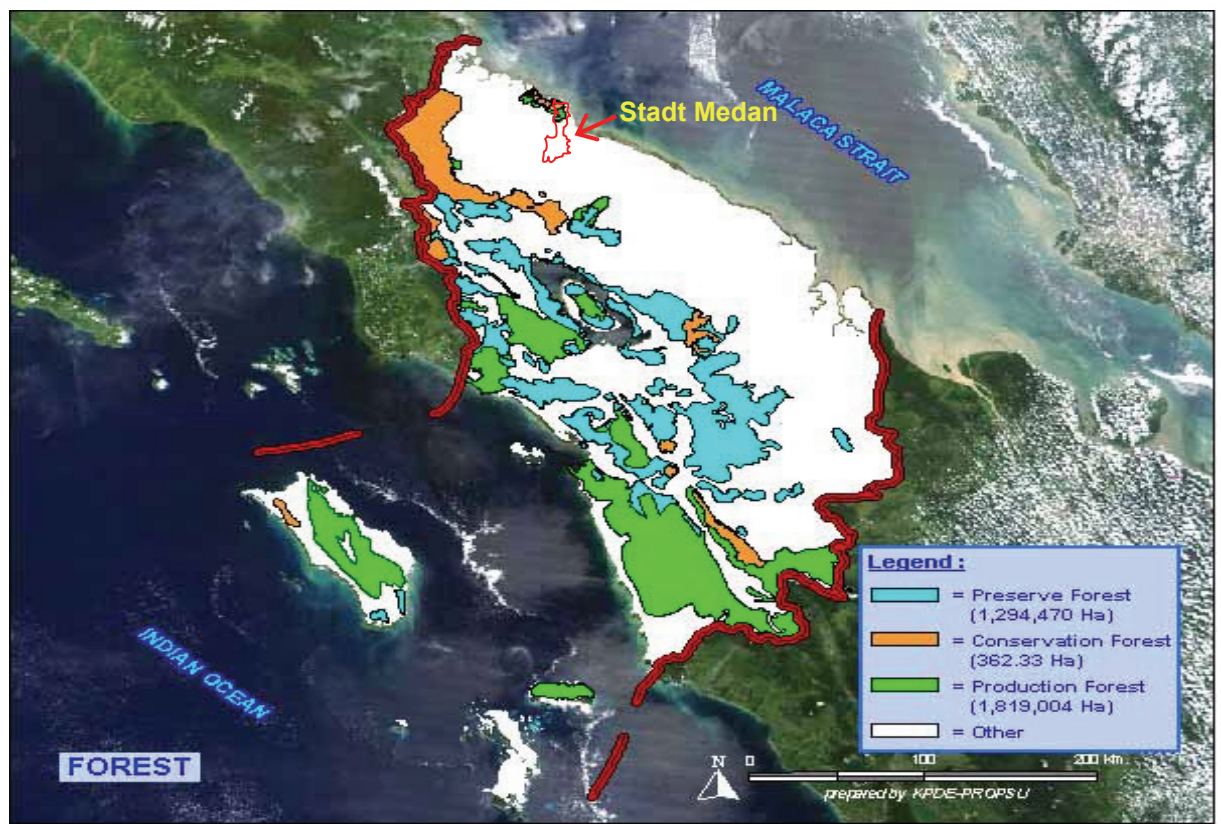 Stadt Medan
MALACA STRAIT
Legend :
= Preserve Forest
(1,294,470 Ha)
= Conservation Forest
(362.33 Ha)
= Production Forest
(1,819,004 Ha)
= Other
INDIAN OCEAN
FOREST
N
0 100 200 km
prepared by KPDE-PROPSU